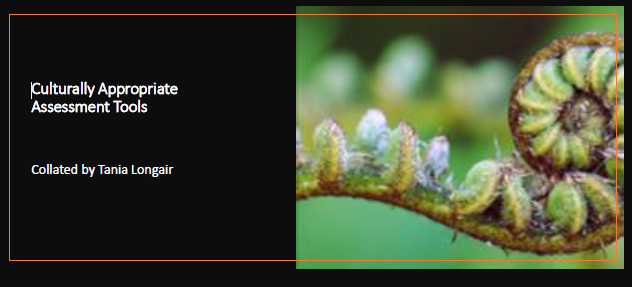 Culturally Appropriate
Assessment Tools
Collated by Tania Longair